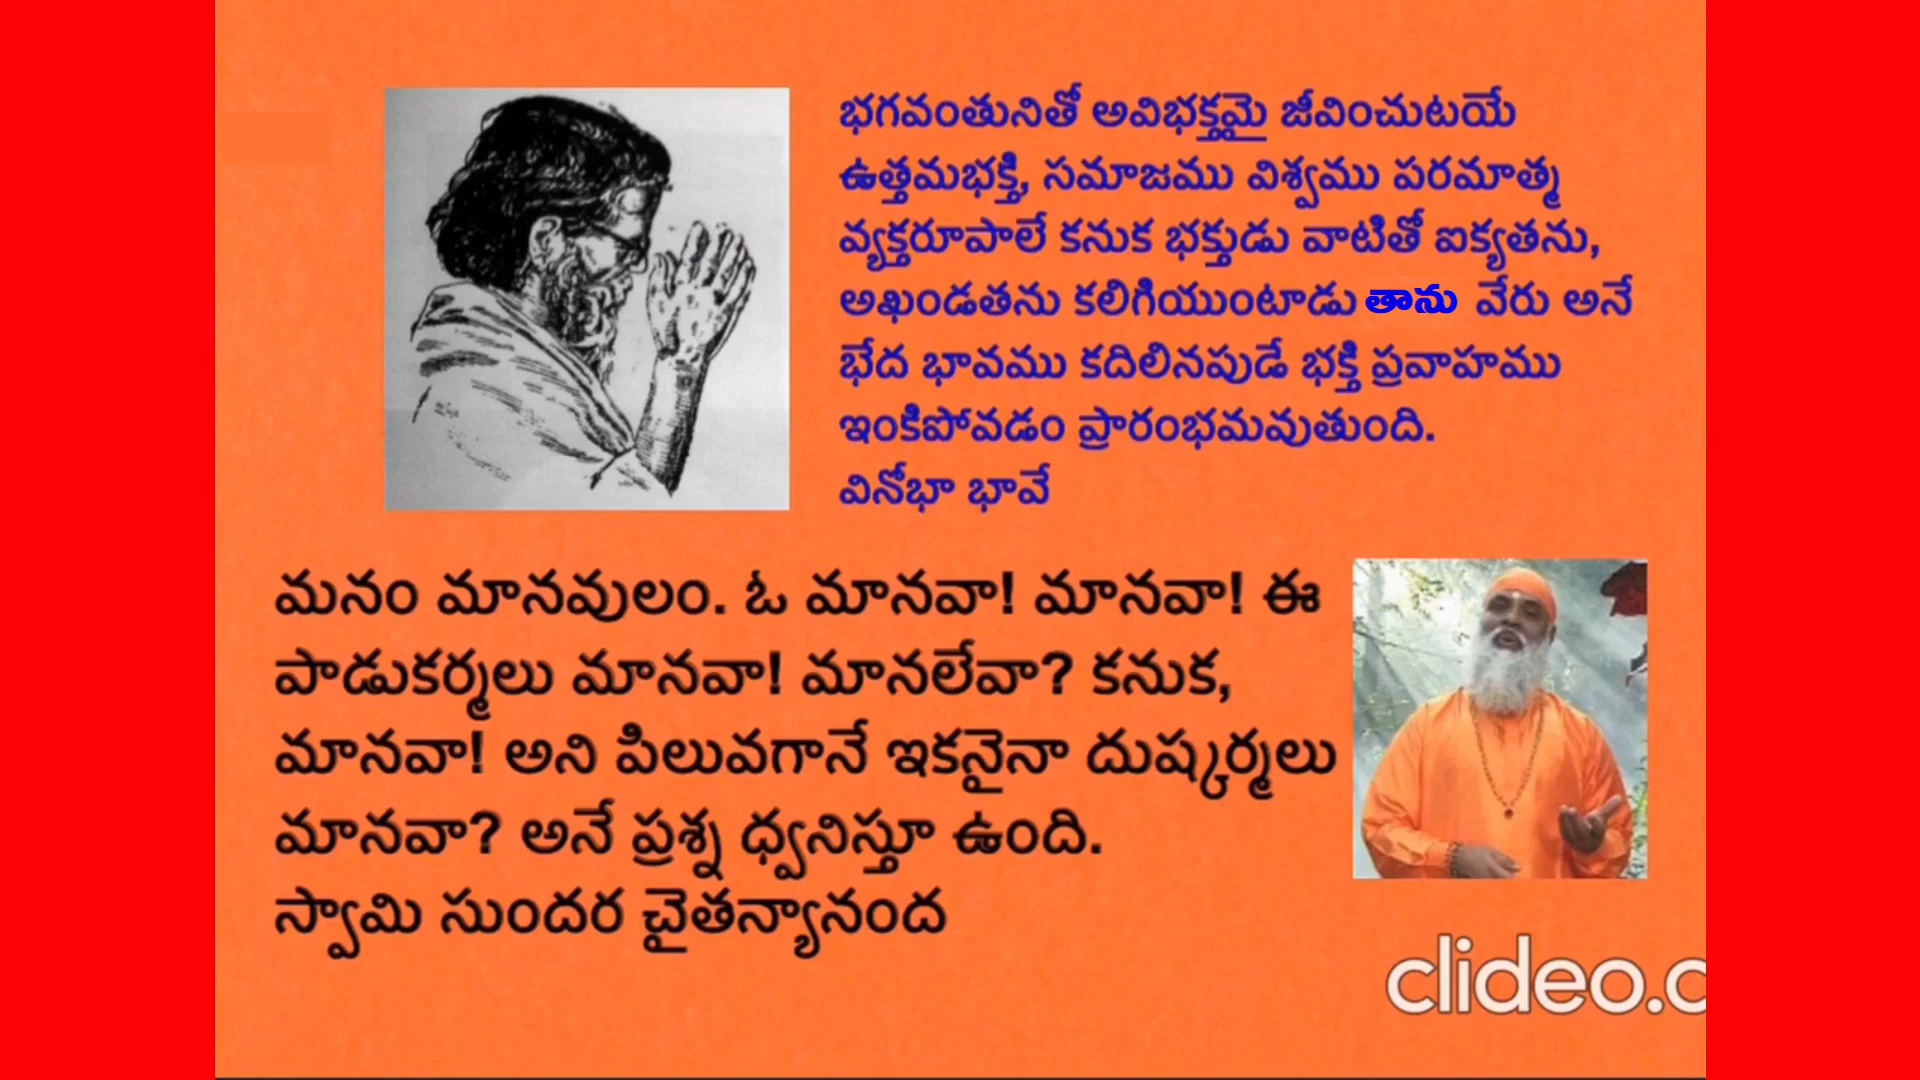 భగవంతునితో అవిభక్తమై జీవించుటయే
ఉత్తమభక్తి, సమాజము విశ్వము పరమాత్మ
వ్యక్తరూపాలే కనుక భక్తుడు వాటితో ఐక్యతను,
అఖండతను కలిగియుంటాడు తాను వేరు అనే
భేద భావము కదిలినపుడే భక్తి ప్రవాహము
ఇంకిపోవడం ప్రారంభమవుతుంది.
వినోభా భావే
మనం మానవులం. ఓ మానవా! మానవా! ఈ
పాడుకర్మలు మానవా! మానలేవా? కనుక,
మానవా! అని పిలువగానే ఇకనైనా దుష్కర్మలు
మానవా? అనే ప్రశ్న ధ్వనిస్తూ ఉంది.
స్వామి సుందర చైతన్యానంద
clideo.c